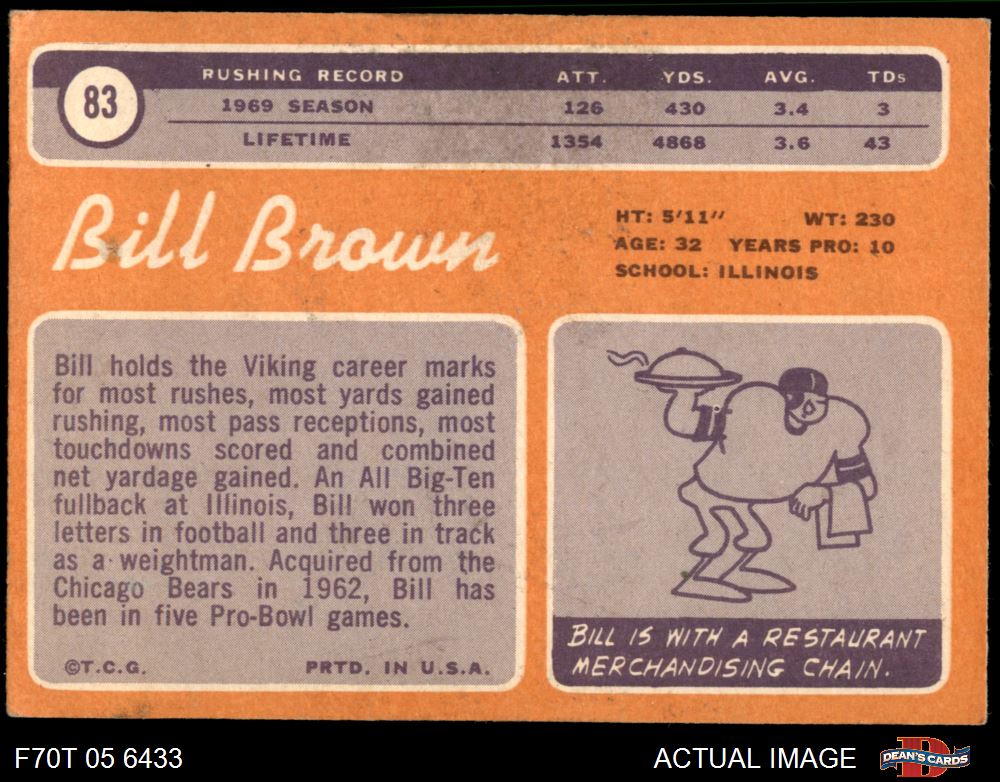 83
RUSHING RECORD ATT. YDS. AVG. TDs
1969 SEASON 126 430 3.4 3
LIFETIME 1354 4868 3.6 43
Bill Brown
HT: 5'11" WT: 230
AGE: 32 YEARS PRO: 10
SCHOOL: ILLINOIS
Bill holds the Viking career marks
for most rushes, most yards gained
rushing, most pass receptions, most
touchdowns scored and combined
net yardage gained. An All Big-Ten
fullback at Illinois, Bill won three
letters in football and three in track
as a weightman. Acquired from the
Chicago Bears in 1962, Bill has
been in five Pro-Bowl games.
©T.C.G. PRTD. IN U.S.A.
BILL IS WITH A RESTAURANT
MERCHANDISING CHAIN.
F70T 05 6433 ACTUAL IMAGE DEAN'S CARDS